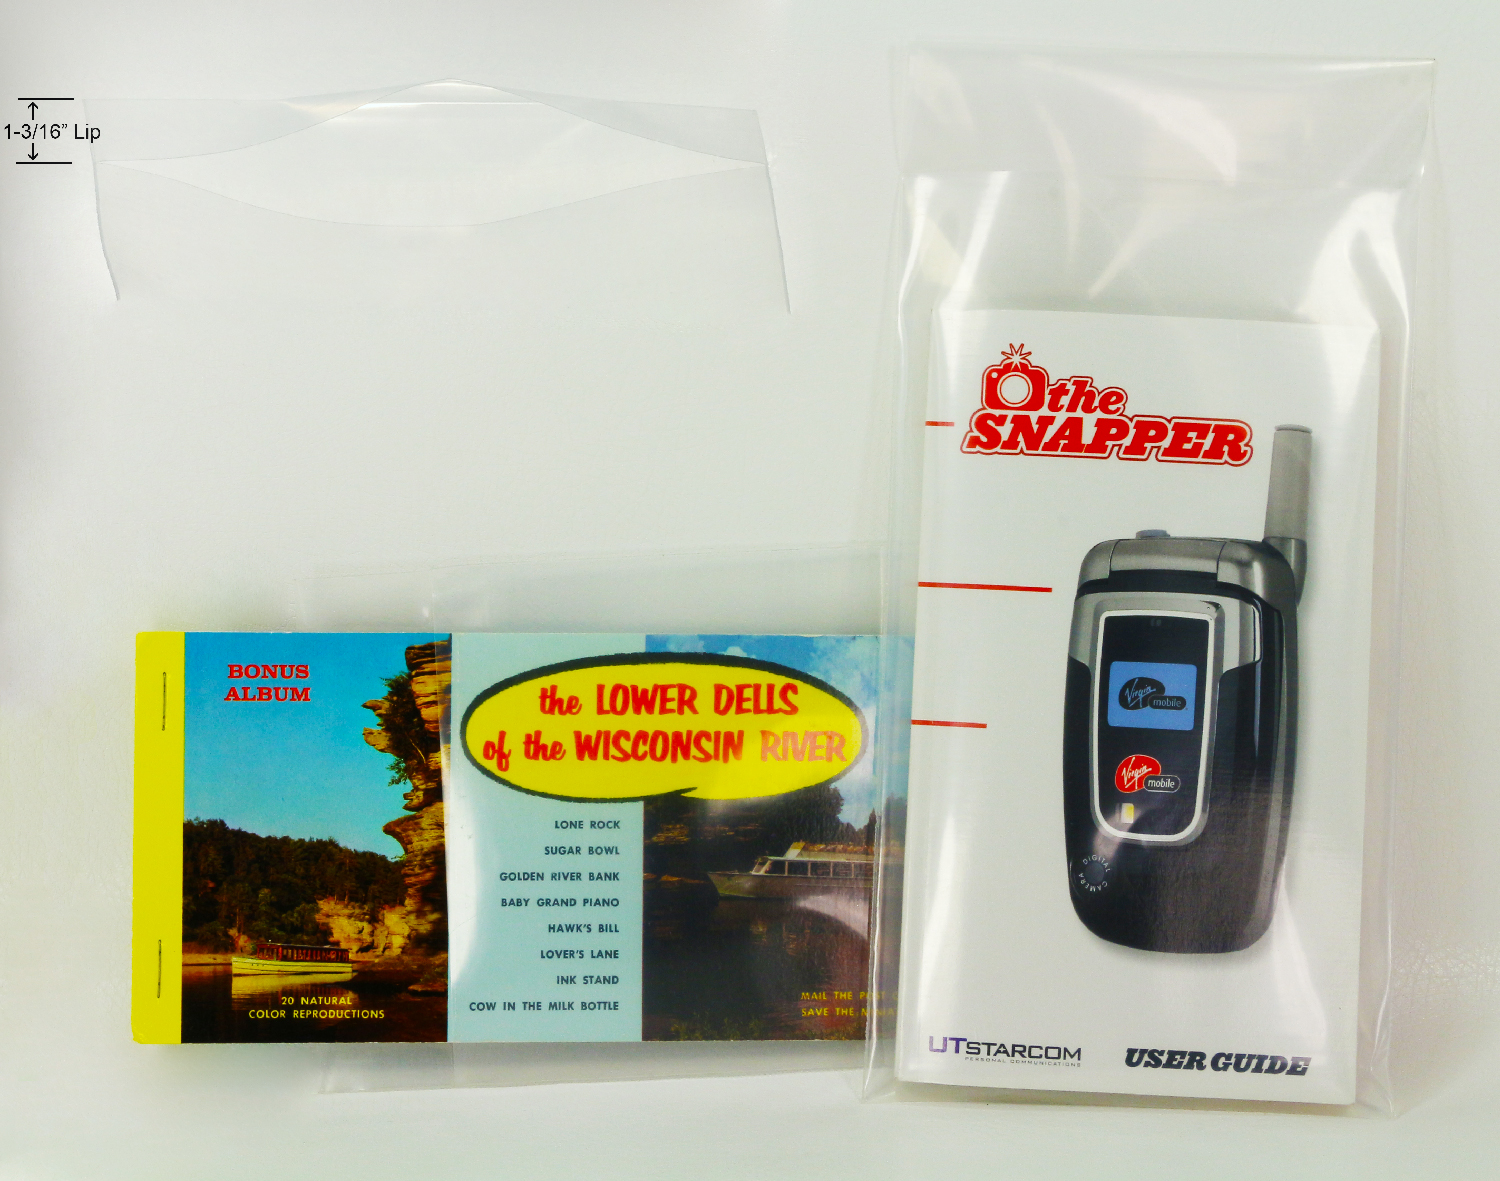 1-3/16” Lip
BONUS
ALBUM
20 NATURAL
COLOR REPRODUCTIONS
the LOWER DELLS
of the WISCONSIN RIVER
LONE ROCK
SUGAR BOWL
GOLDEN RIVER BANK
BABY GRAND PIANO
HAWK'S BILL
LOVER'S LANE
INK STAND
COW IN THE MILK BOTTLE
MAIL THE
SAVE THE
the
SNAPPER
Virgin
mobile
Virgin
mobile
DIGITAL
CAMERA
UTSTARCOM
PERSONAL COMMUNICATIONS
USER GUIDE